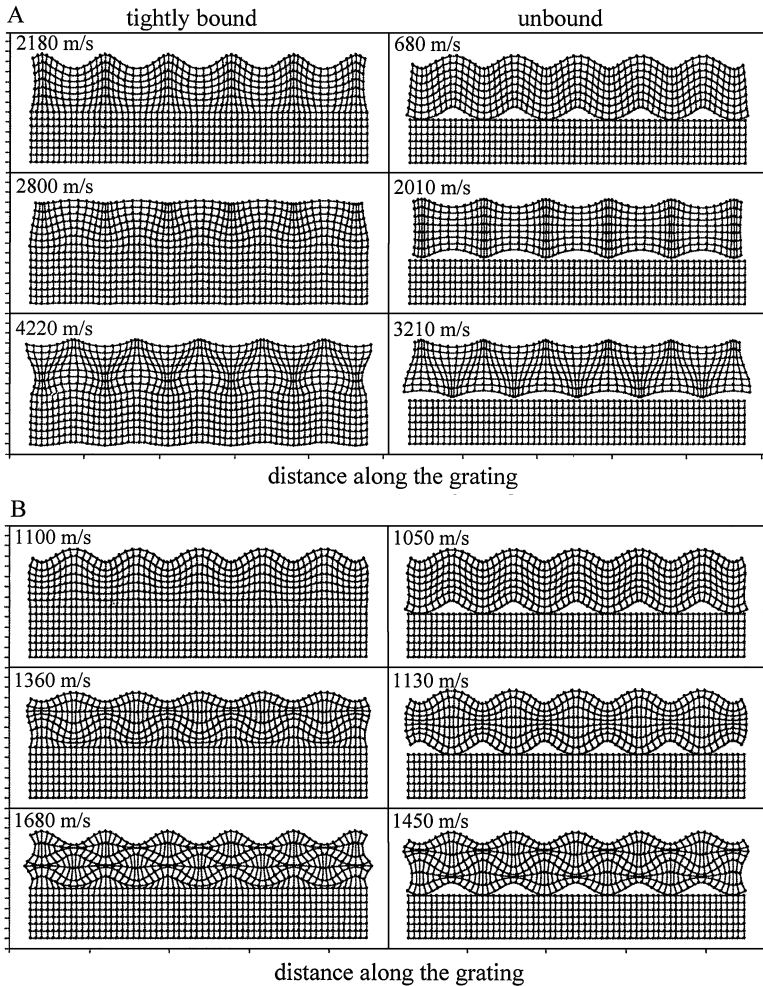 A
tightly bound unbound
2180 m/s 680 m/s
2800 m/s 2010 m/s
4220 m/s 3210 m/s
distance along the grating
B
1100 m/s 1050 m/s
1360 m/s 1130 m/s
1680 m/s 1450 m/s
distance along the grating